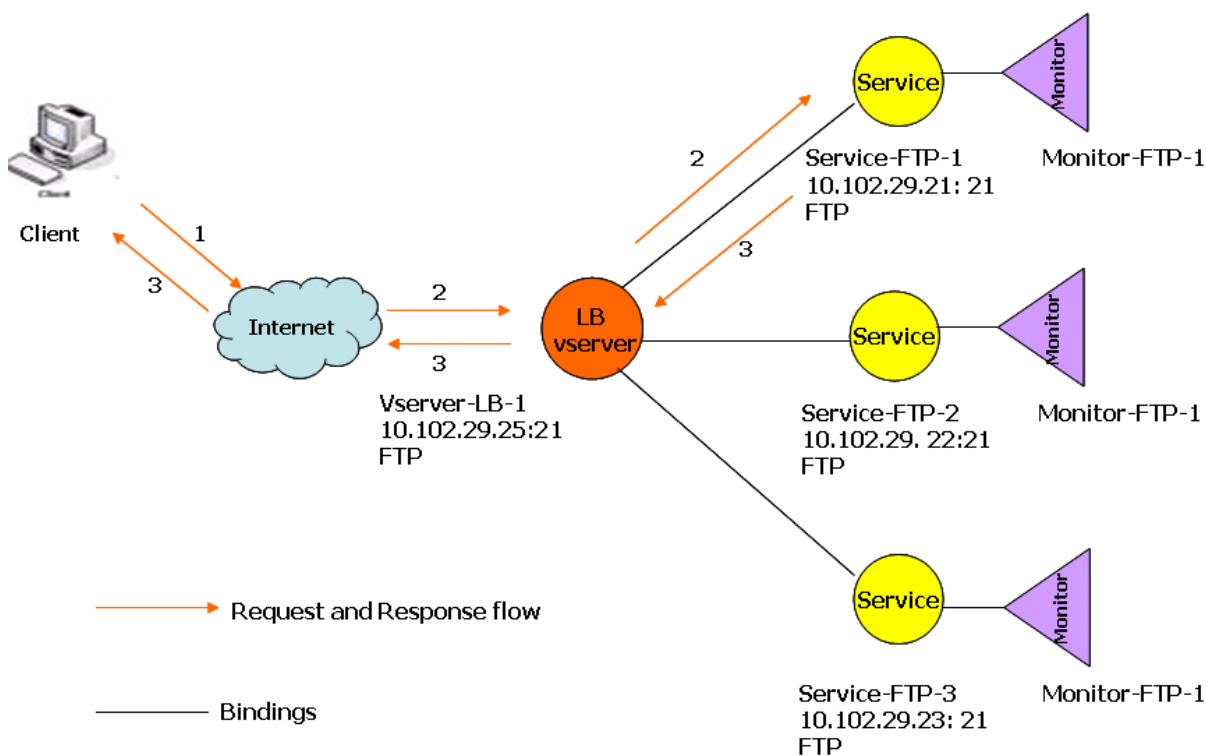 Service
Monitor
2
Service-FTP-1
10.102.29.21: 21
FTP
Monitor-FTP-1
Client
Client
1
3
3
2
Internet
LB
vserver
3
Service
Monitor
Vserver-LB-1
10.102.29.25:21
FTP
Service-FTP-2
10.102.29. 22:21
FTP
Monitor-FTP-1
Service
Monitor
Request and Response flow
Service-FTP-3
10.102.29.23: 21
FTP
Monitor-FTP-1
Bindings